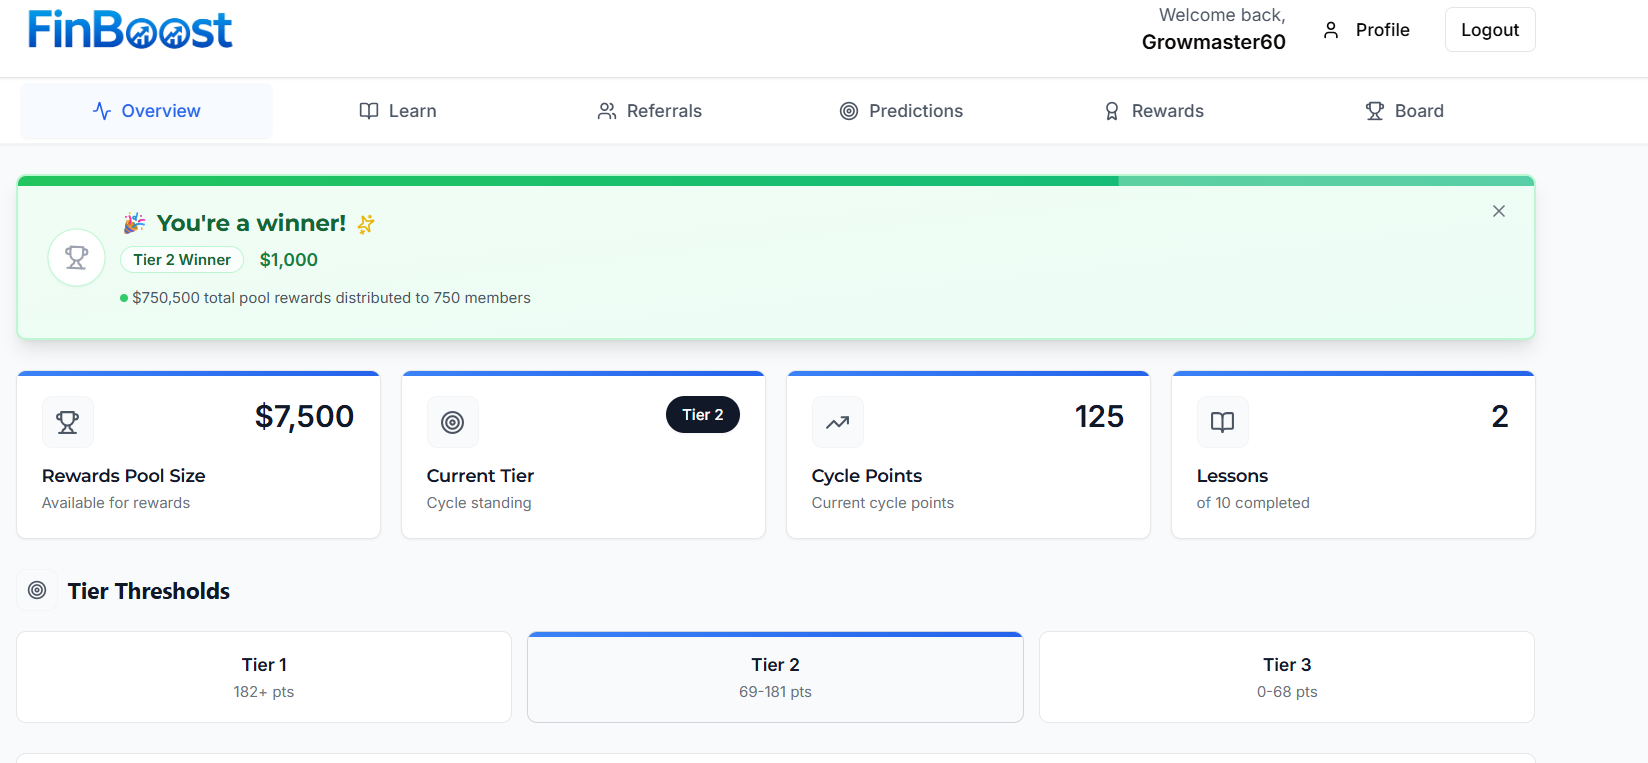 FinBoost
Welcome back,
Growmaster60
Profile
Logout
Overview
Learn
Referrals
Predictions
Rewards
Board
🎉 You're a winner! ✨
Tier 2 Winner $1,000
$750,500 total pool rewards distributed to 750 members
$7,500
Rewards Pool Size
Available for rewards
Tier 2
Current Tier
Cycle standing
125
Cycle Points
Current cycle points
2
Lessons
of 10 completed
Tier Thresholds
Tier 1
182+ pts
Tier 2
69-181 pts
Tier 3
0-68 pts